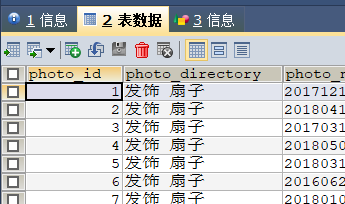 1 信息 2 表数据 3 信息
photo_id photo_directory
1 发饰 扇子 2017121
2 发饰 扇子 2018041
3 发饰 扇子 2017031
4 发饰 扇子 2018050
5 发饰 扇子 2018031
6 发饰 扇子 2016062
7 发饰 扇子 2018010